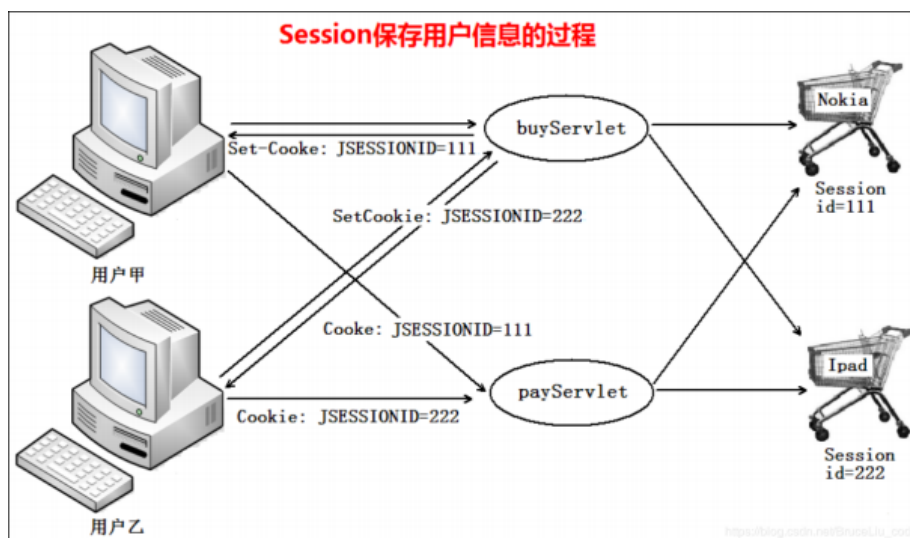 Session保存用户信息的过程
buyServlet
Nokia
Set-Cooke: JSESSIONID=111
Session
id=111
SetCookie: JSESSIONID=222
用户甲
Cooke: JSESSIONID=111
payServlet
Ipad
Cookie: JSESSIONID=222
Session
id=222
用户乙